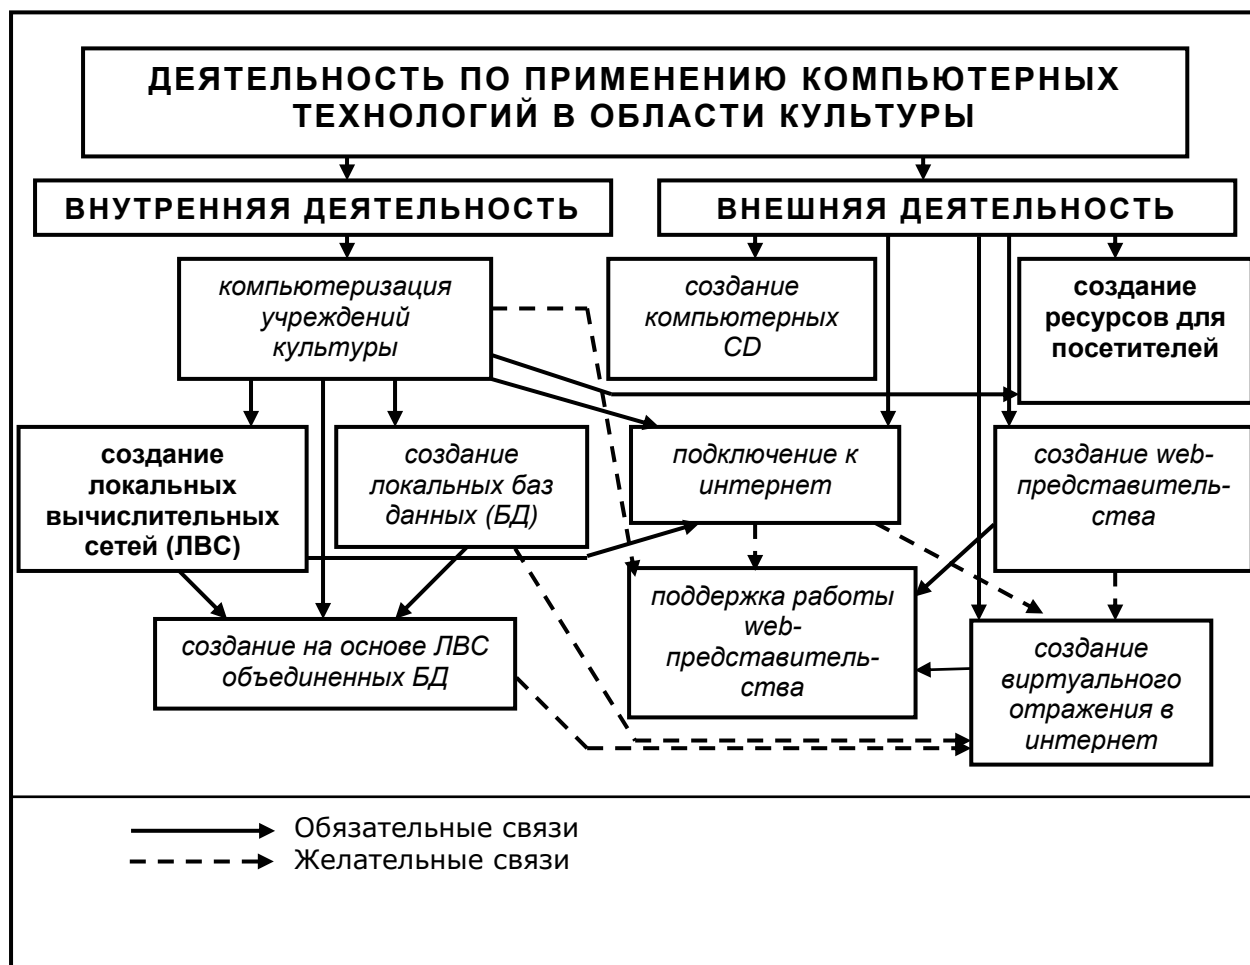 ДЕЯТЕЛЬНОСТЬ ПО ПРИМЕНЕНИЮ КОМПЬЮТЕРНЫХ
ТЕХНОЛОГИЙ В ОБЛАСТИ КУЛЬТУРЫ
ВНУТРЕННЯЯ ДЕЯТЕЛЬНОСТЬ
ВНЕШНЯЯ ДЕЯТЕЛЬНОСТЬ
компьютеризация
учреждений
культуры
создание
компьютерных
CD
создание
ресурсов для
посетителей
создание
локальных
вычислительных
сетей (ЛВС)
создание
локальных баз
данных (БД)
подключение к
интернет
создание web-
представитель-
ства
создание на основе ЛВС
объединенных БД
поддержка работы
web-
представитель-
ства
создание
виртуального
отражения в
интернет
Обязательные связи
Желательные связи